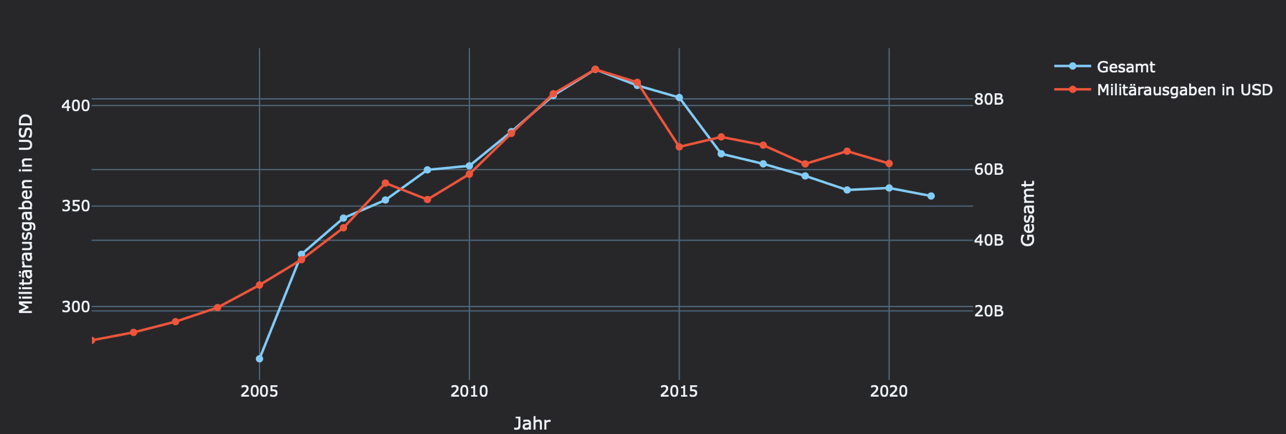 Gesamt
Militärausgaben in USD
400
350
300
Militärausgaben in USD
80B
60B
40B
20B
Gesamt
2005
2010
2015
2020
Jahr